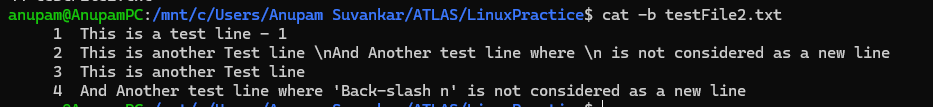 anupam@AnupamPC:/mnt/c/Users/Anupam Suvankar/ATLAS/LinuxPractice$ cat -b testFile2.txt
1 This is a test line - 1
2 This is another Test line \nAnd Another test line where \n is not considered as a new line
3 This is another Test line
4 And Another test line where 'Back-slash n' is not considered as a new line